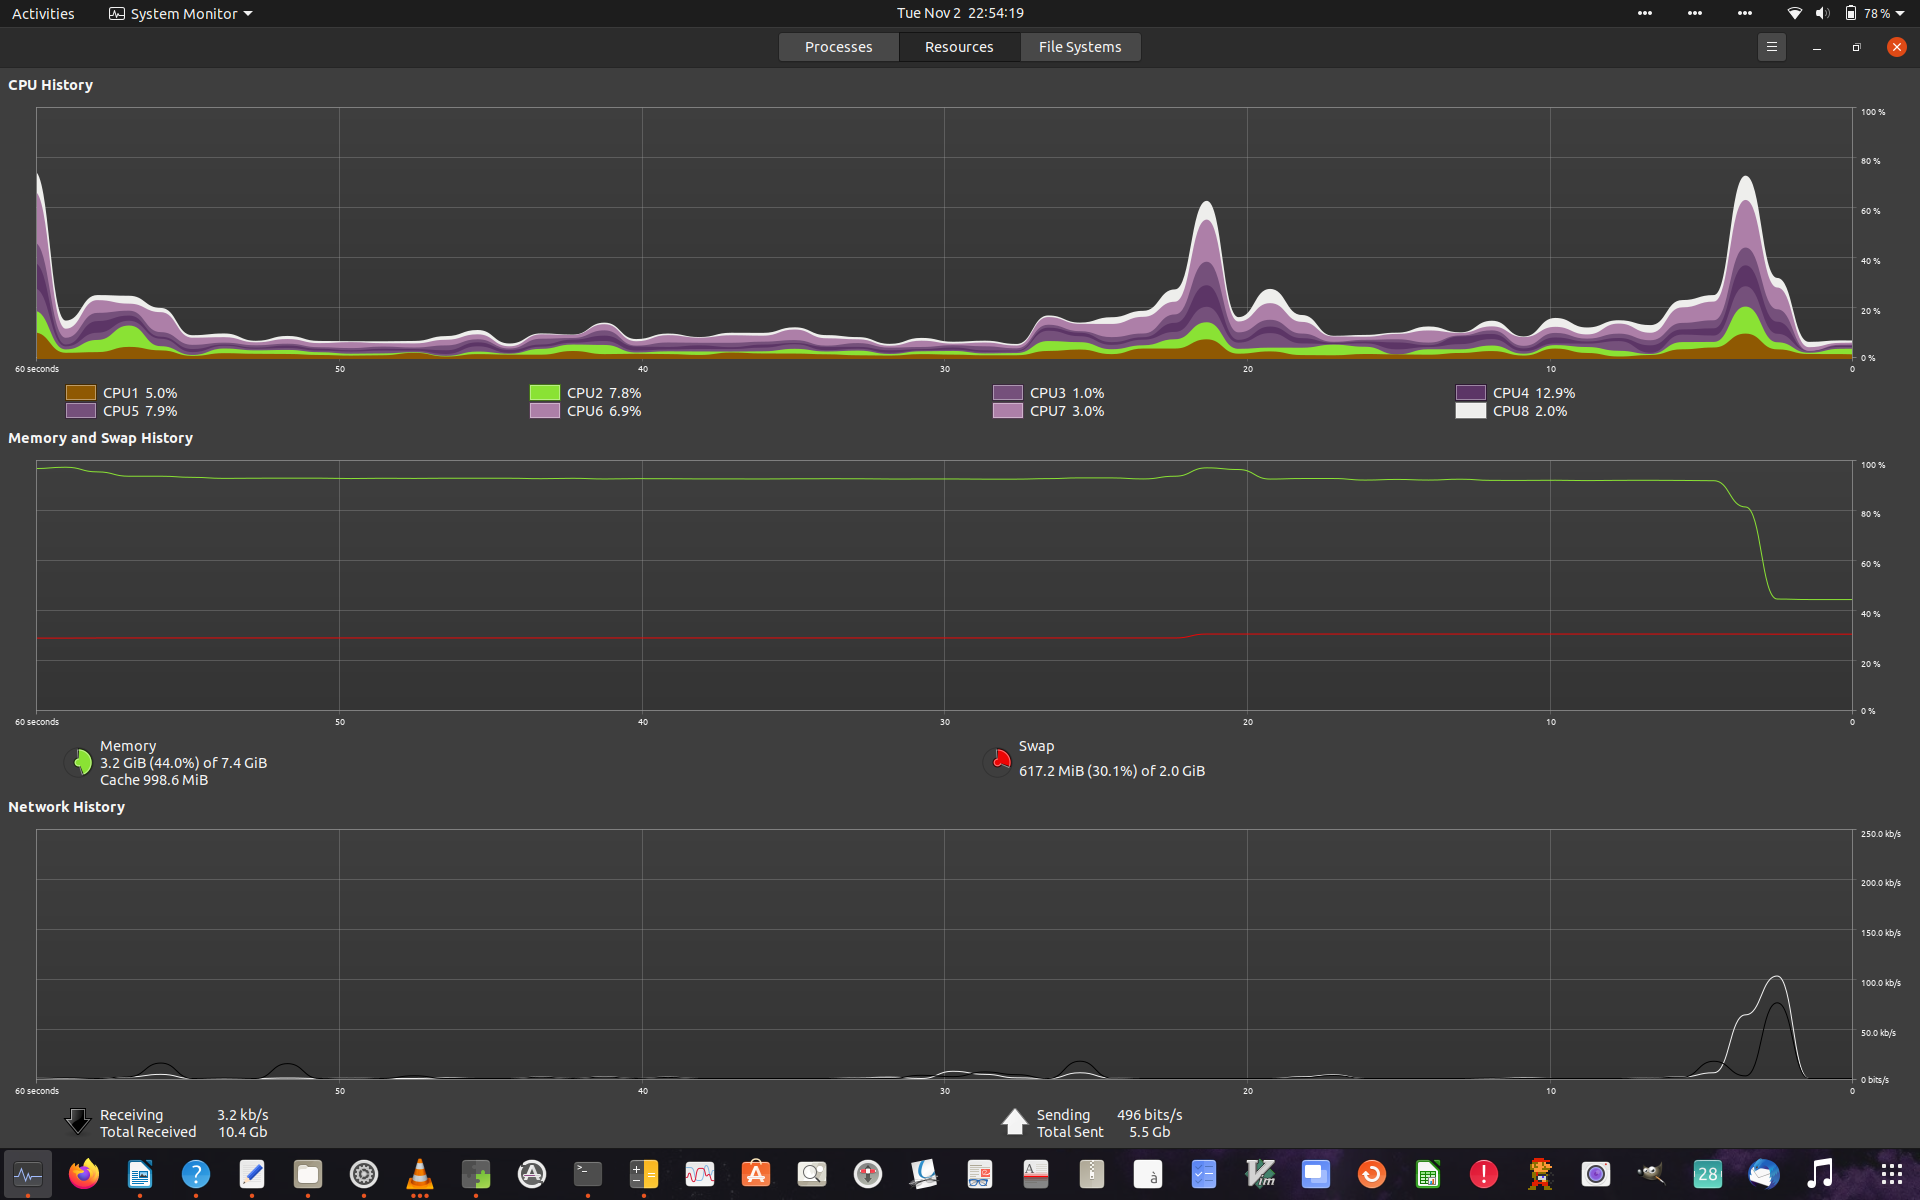 Activities System Monitor Tue Nov 2 22:54:19 78 %
Processes Resources File Systems
CPU History
100 %
80 %
60 %
40 %
20 %
0 %
60 seconds 50 40 30 20 10 0
CPU1 5.0% CPU2 7.8% CPU3 1.0% CPU4 12.9%
CPU5 7.9% CPU6 6.9% CPU7 3.0% CPU8 2.0%
Memory and Swap History
100 %
80 %
60 %
40 %
20 %
0 %
60 seconds 50 40 30 20 10 0
Memory Swap
3.2 GiB (44.0%) of 7.4 GiB 617.2 MiB (30.1%) of 2.0 GiB
Cache 998.6 MiB
Network History
250.0 kb/s
200.0 kb/s
150.0 kb/s
100.0 kb/s
50.0 kb/s
0 bits/s
60 seconds 50 40 30 20 10 0
Receiving 3.2 kb/s Sending 496 bits/s
Total Received 10.4 Gb Total Sent 5.5 Gb
? >_ A à Vim ! 28